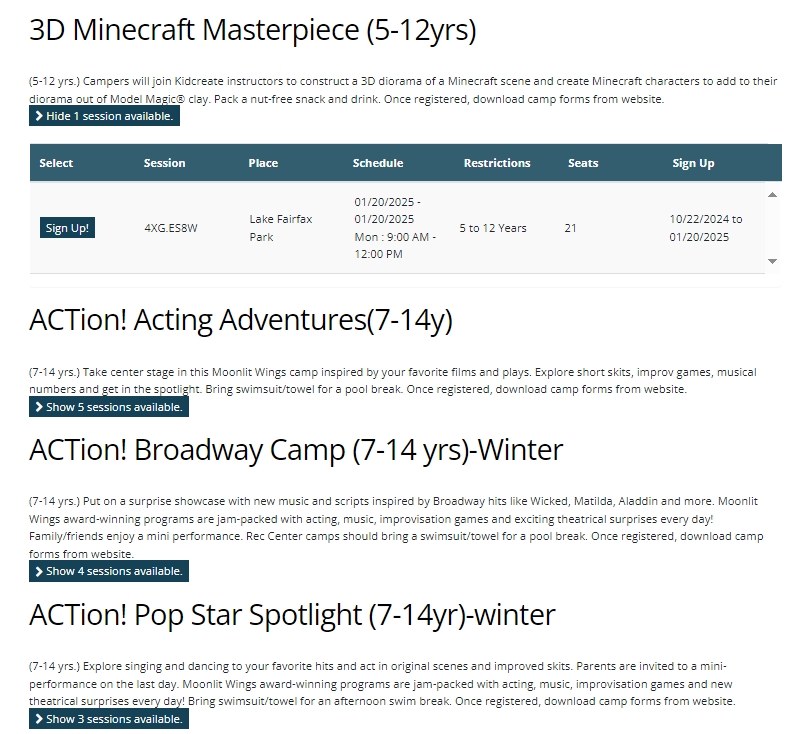 3D Minecraft Masterpiece (5-12yrs)
(5-12 yrs.) Campers will join Kidcreate instructors to construct a 3D diorama of a Minecraft scene and create Minecraft characters to add to their
diorama out of Model Magic® clay. Pack a nut-free snack and drink. Once registered, download camp forms from website.
Hide 1 session available.
Select Session Place Schedule Restrictions Seats Sign Up
Sign Up! 4XG.ES8W Lake Fairfax Park 01/20/2025 - 01/20/2025 Mon : 9:00 AM - 12:00 PM 5 to 12 Years 21 10/22/2024 to 01/20/2025
ACTion! Acting Adventures(7-14y)
(7-14 yrs.) Take center stage in this Moonlit Wings camp inspired by your favorite films and plays. Explore short skits, improv games, musical
numbers and get in the spotlight. Bring swimsuit/towel for a pool break. Once registered, download camp forms from website.
Show 5 sessions available.
ACTion! Broadway Camp (7-14 yrs)-Winter
(7-14 yrs.) Put on a surprise showcase with new music and scripts inspired by Broadway hits like Wicked, Matilda, Aladdin and more. Moonlit
Wings award-winning programs are jam-packed with acting, music, improvisation games and exciting theatrical surprises every day!
Family/friends enjoy a mini performance. Rec Center camps should bring a swimsuit/towel for a pool break. Once registered, download camp
forms from website.
Show 4 sessions available.
ACTion! Pop Star Spotlight (7-14yr)-winter
(7-14 yrs.) Explore singing and dancing to your favorite hits and act in original scenes and improved skits. Parents are invited to a mini-
performance on the last day. Moonlit Wings award-winning programs are jam-packed with acting, music, improvisation games and new
theatrical surprises every day! Bring swimsuit/towel for an afternoon swim break. Once registered, download camp forms from website.
Show 3 sessions available.